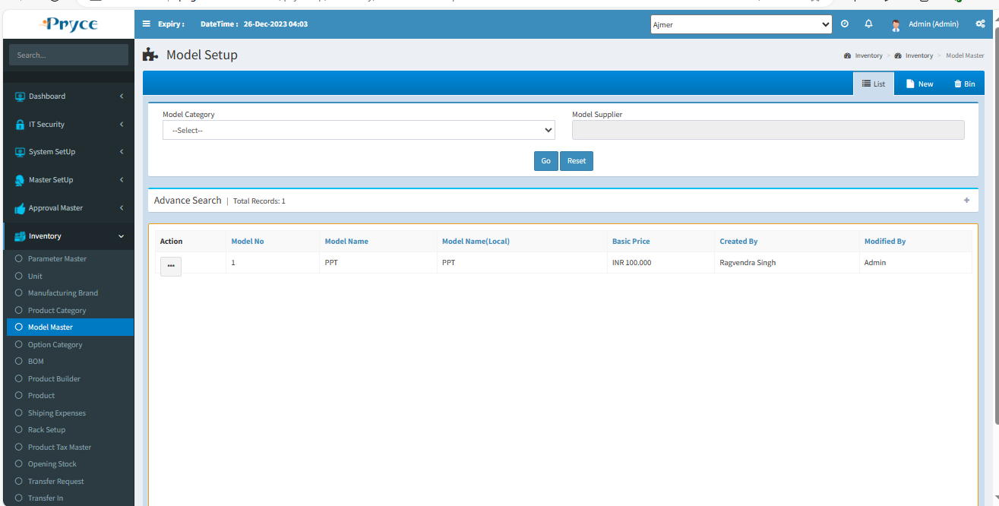 Pryce
Expiry : DateTime : 26-Dec-2023 04:03 Ajmer Admin (Admin)
Search...
Model Setup
Inventory > Inventory > Model Master
List New Bin
Dashboard
IT Security
System SetUp
Master SetUp
Approval Master
Inventory
Parameter Master
Unit
Manufacturing Brand
Product Category
Model Master
Option Category
BOM
Product Builder
Product
Shiping Expenses
Rack Setup
Product Tax Master
Opening Stock
Transfer Request
Transfer In
Model Category Model Supplier
--Select--
Go Reset
Advance Search | Total Records: 1
Action Model No Model Name Model Name(Local) Basic Price Created By Modified By
1 PPT PPT INR 100.000 Ragvendra Singh Admin